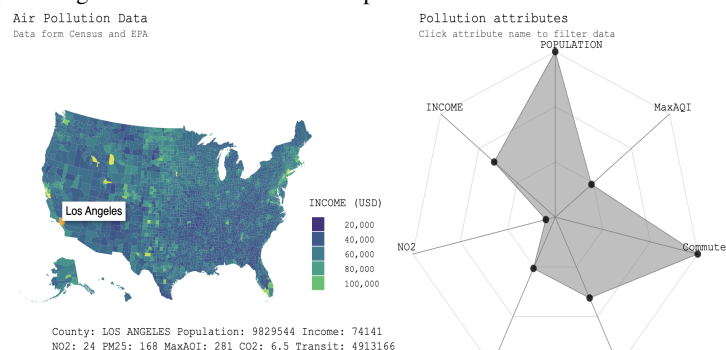 Air Pollution Data
Data form Census and EPA
Los Angeles
INCOME (USD)
20,000
40,000
60,000
80,000
100,000
County: LOS ANGELES Population: 9829544 Income: 74141
NO2: 24 PM25: 168 MaxAQI: 281 CO2: 6.5 Transit: 4913166
Pollution attributes
Click attribute name to filter data
POPULATION
INCOME
MaxAQI
NO2
Commute